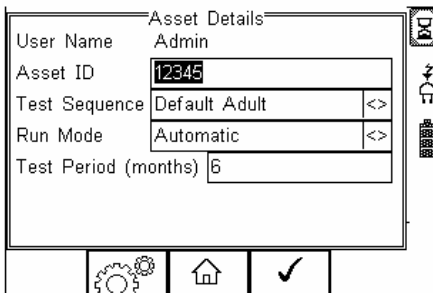 Asset Details
User Name Admin
Asset ID 12345
Test Sequence Default Adult <>
Run Mode Automatic <>
Test Period (months) 6